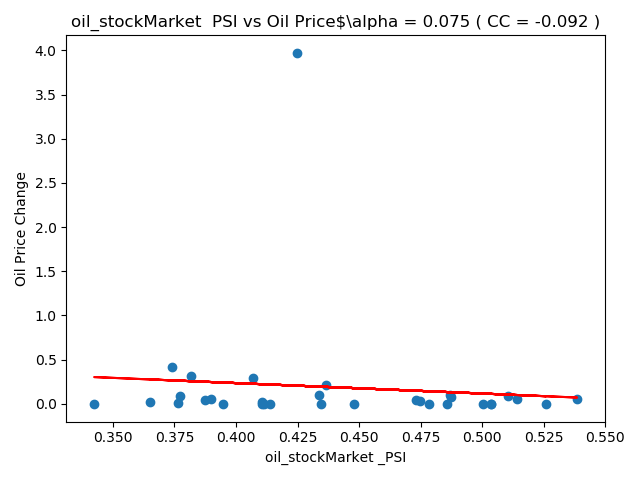 oil_stockMarket  PSI vs Oil Price$\alpha = 0.075 ( CC = -0.092 )
4.0
3.5
3.0
2.5
2.0
1.5
1.0
0.5
0.0
Oil Price Change
0.350 0.375 0.400 0.425 0.450 0.475 0.500 0.525 0.550
oil_stockMarket _PSI